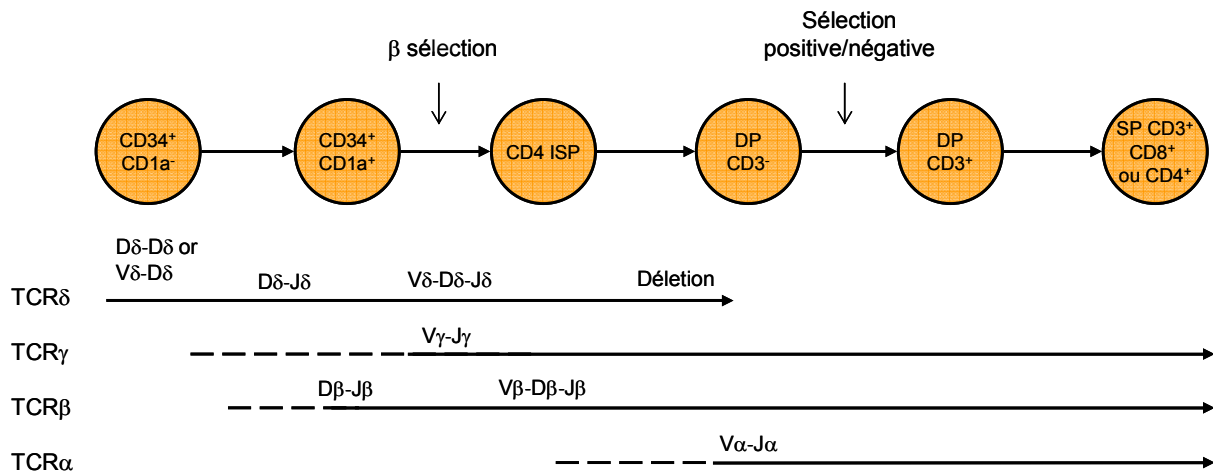 β sélection
Sélection
positive/négative
CD34⁺
CD1a⁻
CD34⁺
CD1a⁺
CD4 ISP
DP
CD3⁻
DP
CD3⁺
SP CD3⁺
CD8⁺
ou CD4⁺
Dδ-Dδ or
Vδ-Dδ
TCRδ
Dδ-Jδ
Vδ-Dδ-Jδ
Déletion
TCRγ
Vγ-Jγ
TCRβ
Dβ-Jβ
Vβ-Dβ-Jβ
TCRα
Vα-Jα